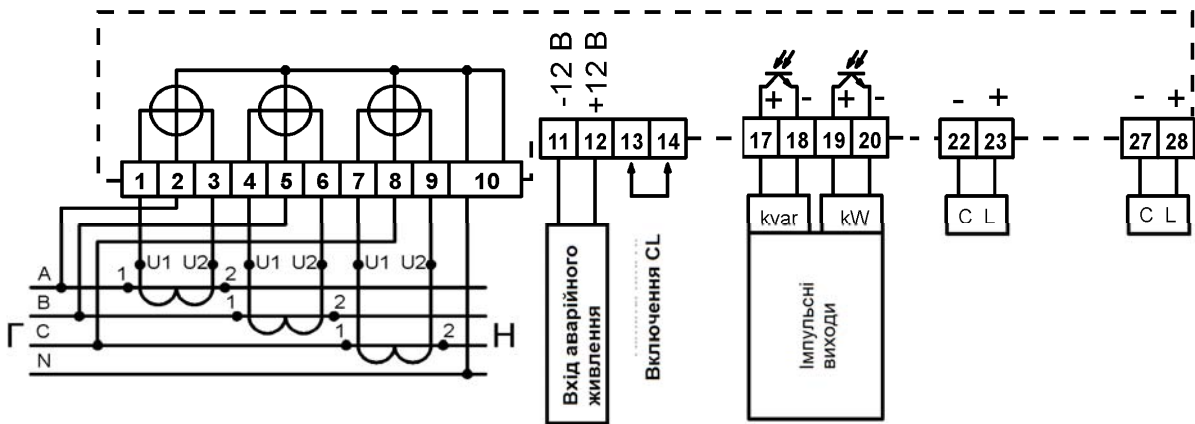 -12 В
+12 В
1 2 3 4 5 6 7 8 9 10
11 12 13 14
+ - + -
17 18 19 20
- +
22 23
- +
27 28
kvar kW
C L
C L
U1 U2 U1 U2 U1 U2
A 1 2
B 1 2
C 1 2
N
Г Н
Вхід аварійного
живлення
Включення CL
Імпульсні
виходи